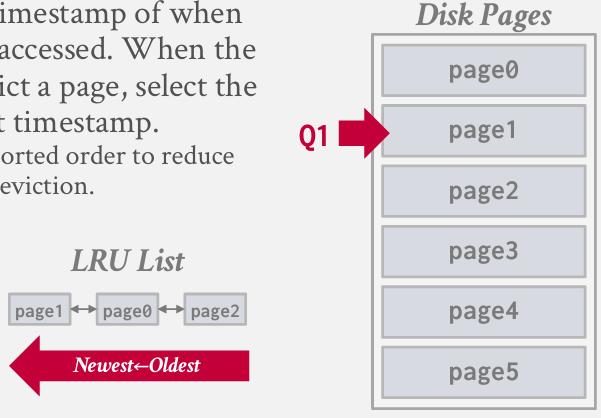 imestamp of when
accessed. When the
ict a page, select the
t timestamp.
orted order to reduce
eviction.
LRU List
page1 page0 page2
Newest←Oldest
Disk Pages
page0
Q1
page1
page2
page3
page4
page5